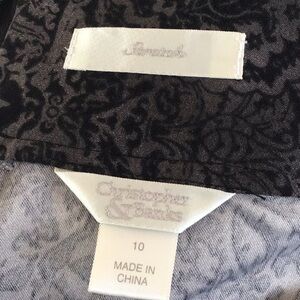 Stretch
Christopher
& Banks
10
MADE IN
CHINA